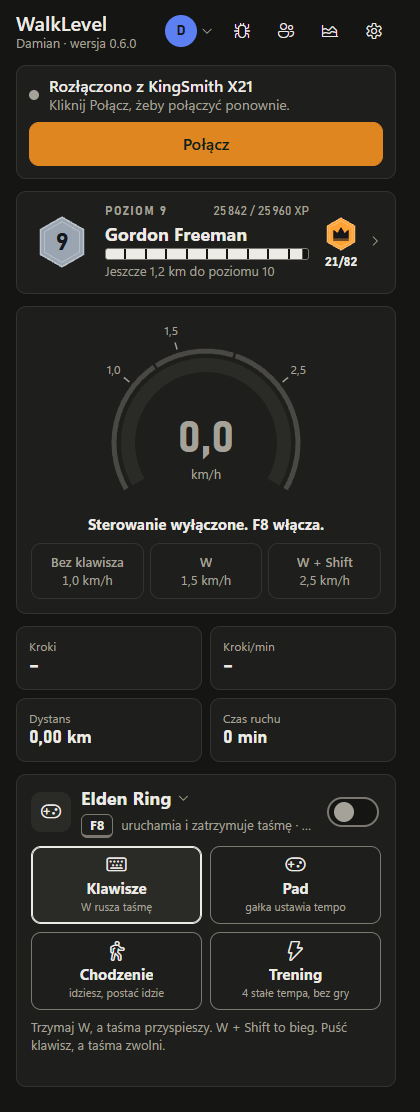 WalkLevel
Damian · wersja 0.6.0
D
Rozłączono z KingSmith X21
Kliknij Połącz, żeby połączyć ponownie.
Połącz
9
POZIOM 9
25 842 / 25 960 XP
Gordon Freeman
Jeszcze 1,2 km do poziomu 10
21/82
1,5
1,0
2,5
0,0
km/h
Sterowanie wyłączone. F8 włącza.
Bez klawisza
1,0 km/h
W
1,5 km/h
W + Shift
2,5 km/h
Kroki
–
Kroki/min
–
Dystans
0,00 km
Czas ruchu
0 min
Elden Ring
F8 uruchamia i zatrzymuje taśmę · ...
Klawisze
W rusza taśmę
Pad
gałka ustawia tempo
Chodzenie
idziesz, postać idzie
Trening
4 stałe tempa, bez gry
Trzymaj W, a taśma przyspieszy. W + Shift to bieg. Puść
klawisz, a taśma zwolni.